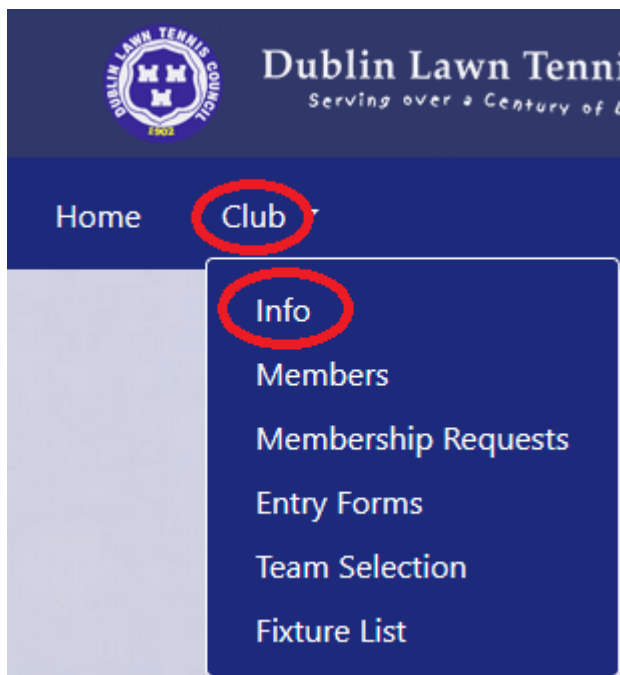 DUBLIN LAWN TENNIS COUNCIL
1902
Dublin Lawn
Serving over a Century of
Home Club
Info
Members
Membership Requests
Entry Forms
Team Selection
Fixture List